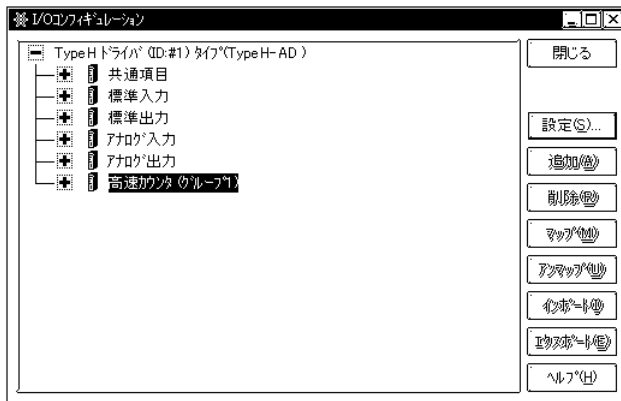 I/Oコンフィギュレーション
TypeH ドライバ (ID:#1) タイプ(TypeH-AD )
共通項目
標準入力
標準出力
アナログ入力
アナログ出力
高速カウンタ (グループ1)
閉じる
設定(S)...
追加(A)
削除(R)
マップ(M)
アンマップ(U)
インポート(I)
エクスポート(E)
ヘルプ(H)